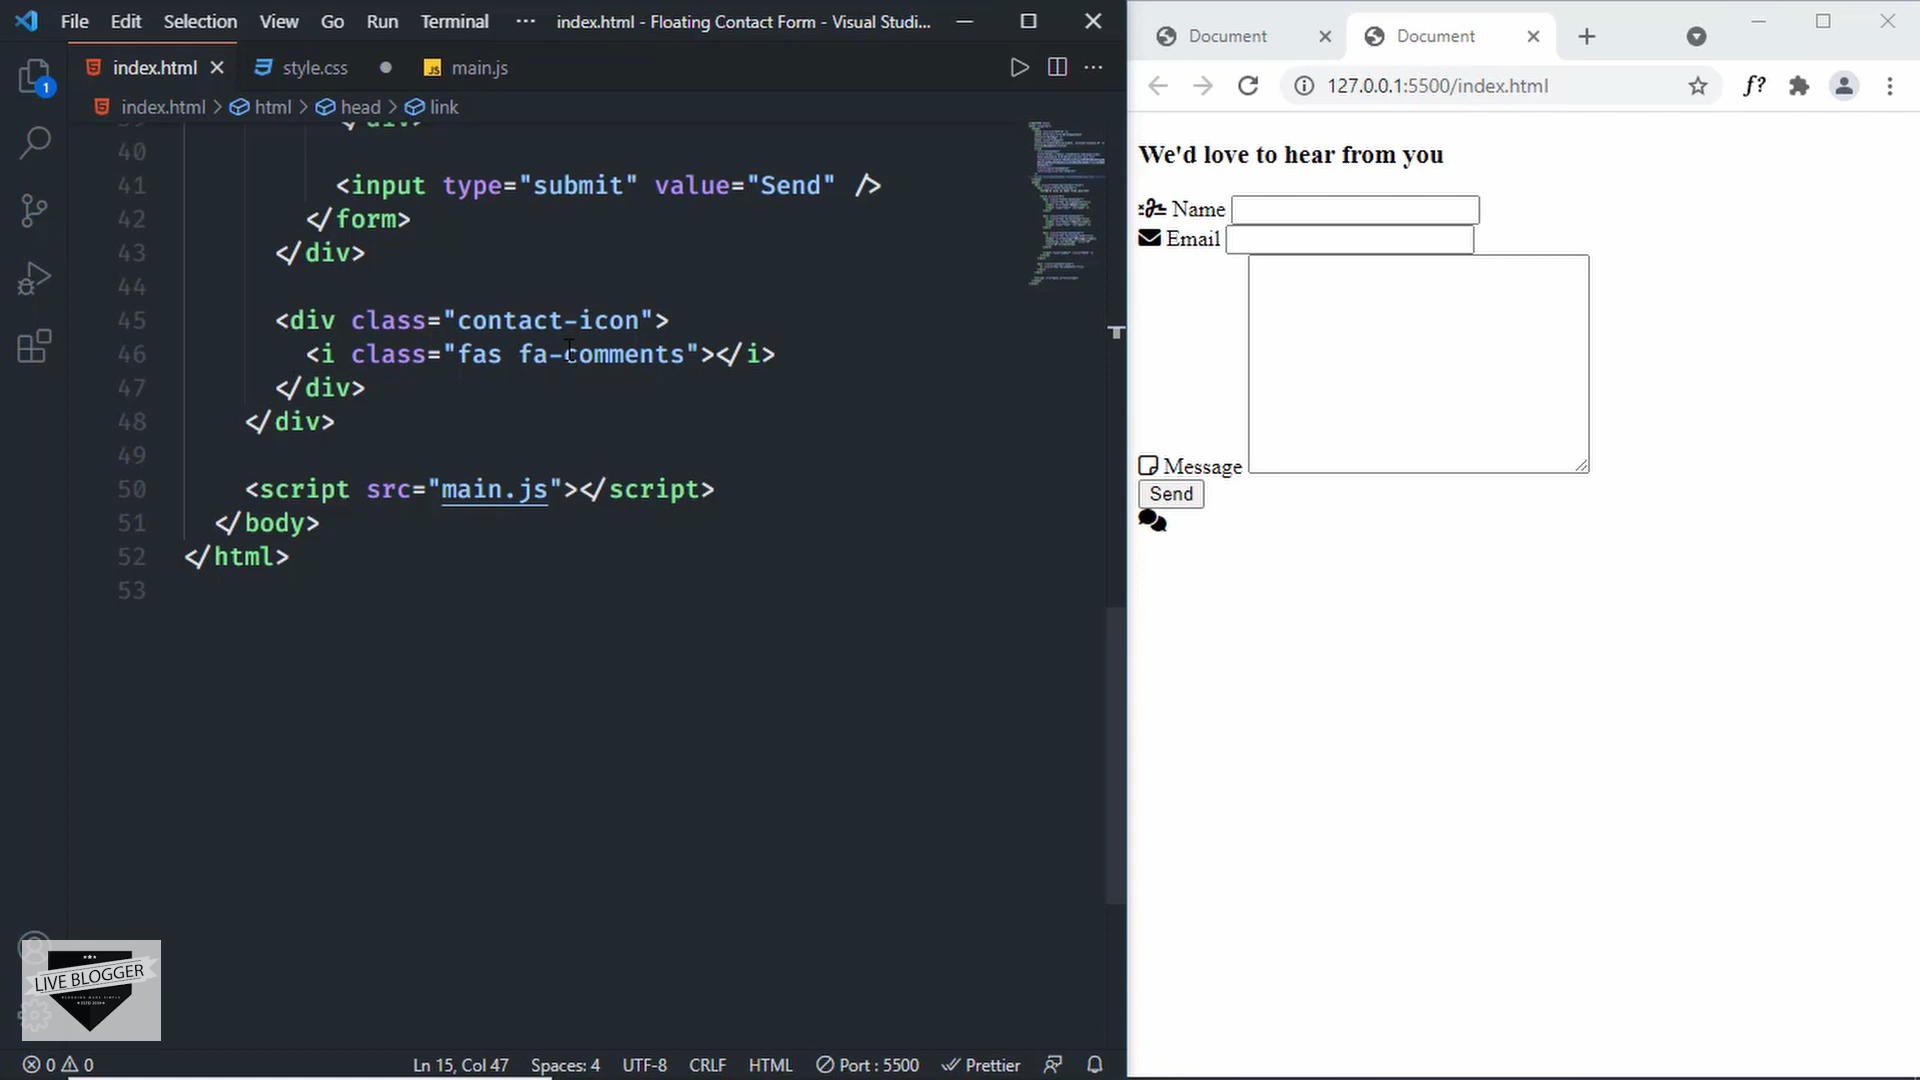 File Edit Selection View Go Run Terminal ··· index.html - Floating Contact Form - Visual Studi...
index.html style.css JS main.js
index.html > html > head > link
40
41 <input type="submit" value="Send" />
42 </form>
43 </div>
44
45 <div class="contact-icon">
46 <i class="fas fa-comments"></i>
47 </div>
48 </div>
49
50 <script src="main.js"></script>
51 </body>
52 </html>
53
1
LIVE BLOGGER
0 0 Ln 15, Col 47 Spaces: 4 UTF-8 CRLF HTML Port : 5500 Prettier
Document Document
127.0.0.1:5500/index.html f?
We'd love to hear from you
Name
Email
Message
Send